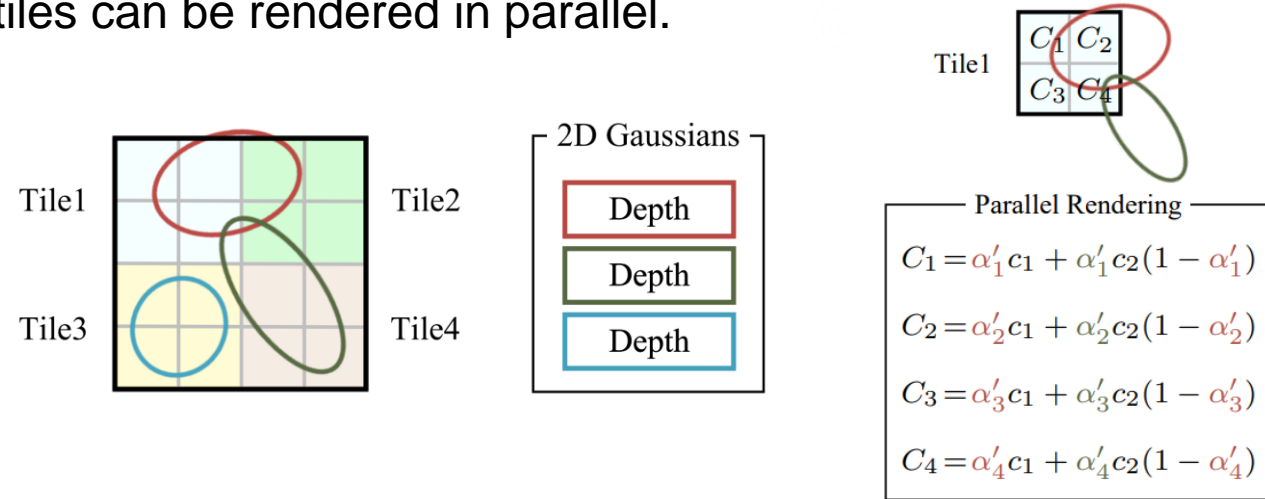 tiles can be rendered in parallel.
Tile1
Tile2
Tile3
Tile4
2D Gaussians
Depth
Depth
Depth
Tile1
C₁ C₂
C₃ C₄
Parallel Rendering
C₁=α′₁c₁ + α′₁c₂(1 − α′₁)
C₂=α′₂c₁ + α′₂c₂(1 − α′₂)
C₃=α′₃c₁ + α′₃c₂(1 − α′₃)
C₄=α′₄c₁ + α′₄c₂(1 − α′₄)